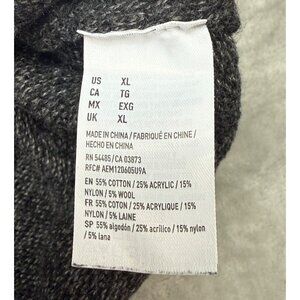 US XL
CA TG
MX EXG
UK XL
MADE IN CHINA / FABRIQUÉ EN CHINE /
HECHO EN CHINA
RN 54485/CA 03873
RFC# AEM120605U9A
EN 55% COTTON / 25% ACRYLIC / 15%
NYLON / 5% WOOL
FR 55% COTON / 25% ACRYLIQUE / 15%
NYLON / 5% LAINE
SP 55% algodón / 25% acrílico / 15% nylon
/ 5% lana